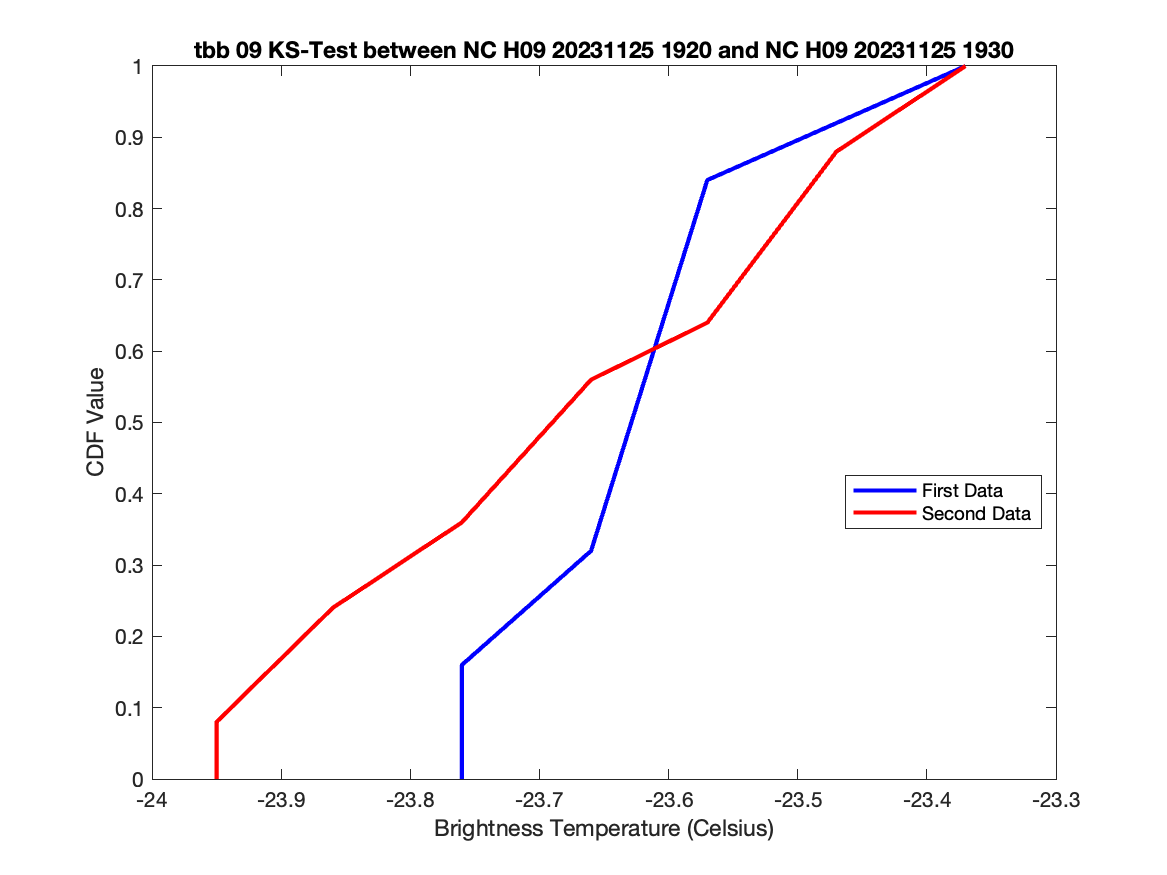 tbb 09 KS-Test between NC H09 20231125 1920 and NC H09 20231125 1930
1
0.9
0.8
0.7
0.6
0.5
0.4
0.3
0.2
0.1
0
CDF Value
First Data
Second Data
-24 -23.9 -23.8 -23.7 -23.6 -23.5 -23.4 -23.3
Brightness Temperature (Celsius)